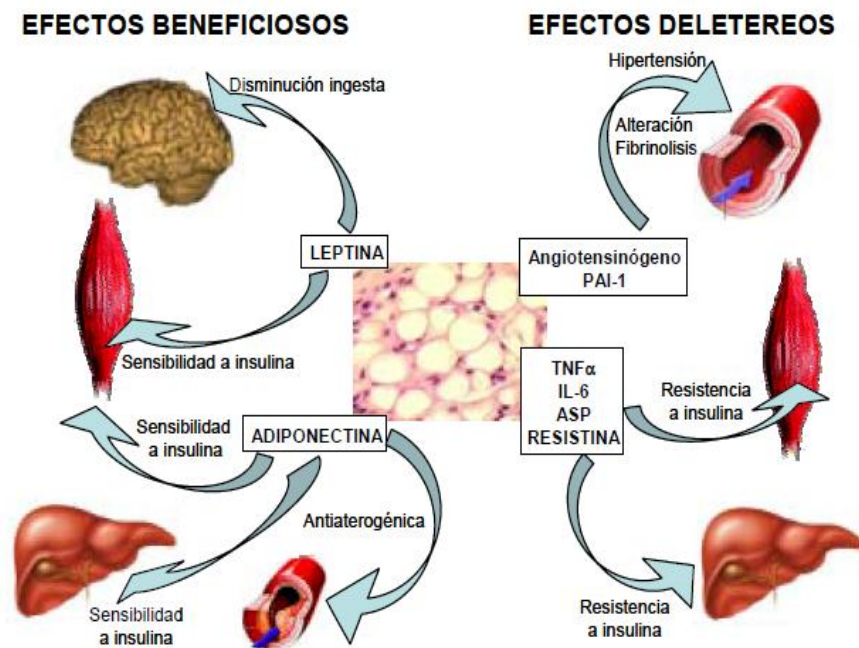 EFECTOS BENEFICIOSOS
Disminución ingesta
LEPTINA
Sensibilidad a insulina
Sensibilidad
a insulina
ADIPONECTINA
Antiaterogénica
Sensibilidad
a insulina
EFECTOS DELETEREOS
Hipertensión
Alteración
Fibrinolisis
Angiotensinógeno
PAI-1
TNFα
IL-6
ASP
RESISTINA
Resistencia
a insulina
Resistencia
a insulina